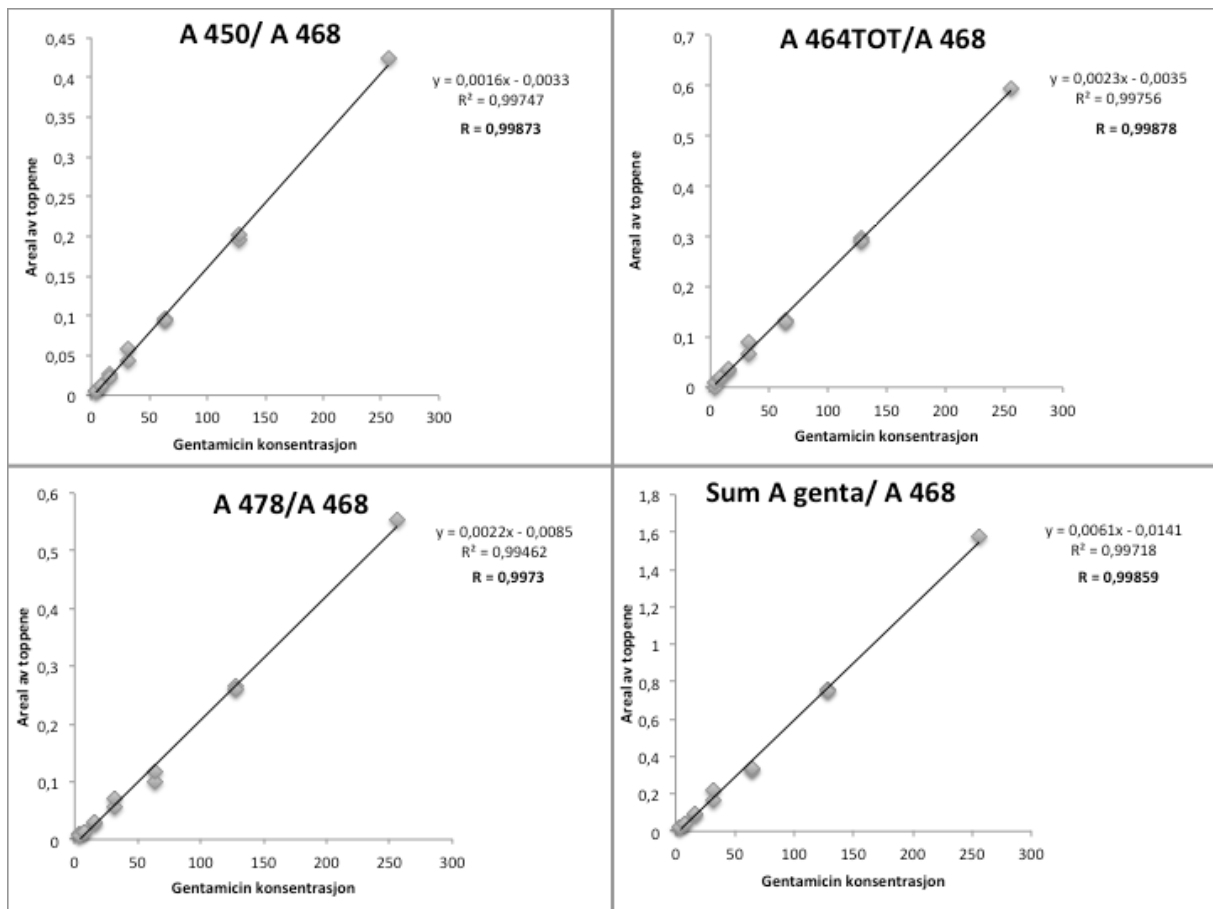 A 450/ A 468
y = 0,0016x - 0,0033
R² = 0,99747
R = 0,99873
Areal av toppene
0,45
0,4
0,35
0,3
0,25
0,2
0,15
0,1
0,05
0
0 50 100 150 200 250 300
Gentamicin konsentrasjon
A 464TOT/A 468
y = 0,0023x - 0,0035
R² = 0,99756
R = 0,99878
Areal av toppene
0,7
0,6
0,5
0,4
0,3
0,2
0,1
0
0 50 100 150 200 250 300
Gentamicin konsentrasjon
A 478/A 468
y = 0,0022x - 0,0085
R² = 0,99462
R = 0,9973
Areal av toppene
0,6
0,5
0,4
0,3
0,2
0,1
0
0 50 100 150 200 250 300
Gentamicin konsentrasjon
Sum A genta/ A 468
y = 0,0061x - 0,0141
R² = 0,99718
R = 0,99859
Areal av toppene
1,8
1,6
1,4
1,2
1
0,8
0,6
0,4
0,2
0
0 50 100 150 200 250 300
Gentamicin konsentrasjon